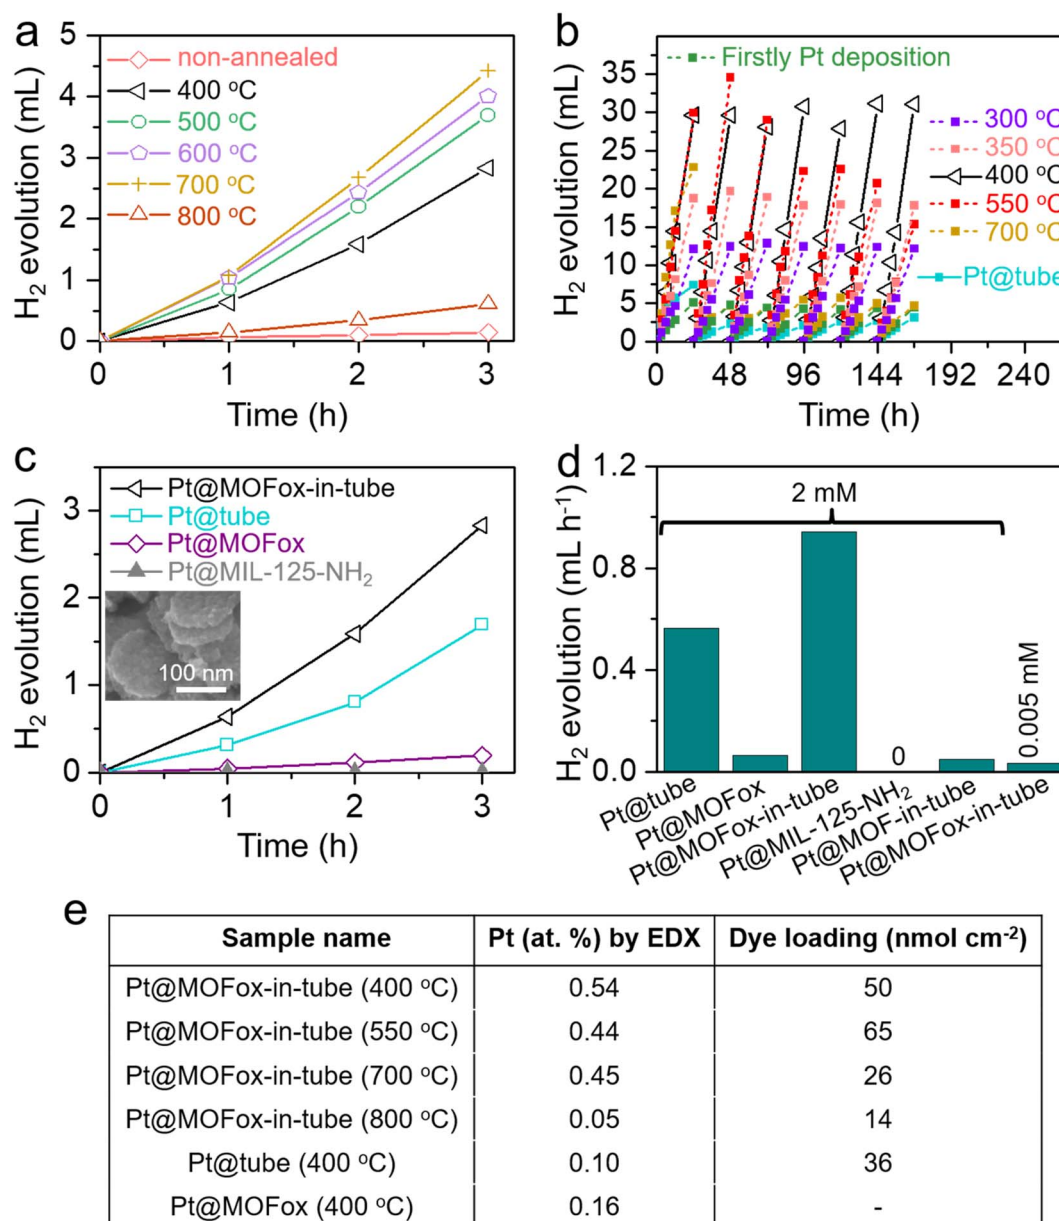 a
H₂ evolution (mL)
5
4
3
2
1
0
non-annealed
400 °C
500 °C
600 °C
700 °C
800 °C
0 1 2 3
Time (h)
b
H₂ evolution (mL)
35
30
25
20
15
10
5
0
Firstly Pt deposition
300 °C
350 °C
400 °C
550 °C
700 °C
Pt@tube
0 48 96 144 192 240
Time (h)
c
H₂ evolution (mL)
3
2
1
0
Pt@MOFox-in-tube
Pt@tube
Pt@MOFox
Pt@MIL-125-NH₂
100 nm
0 1 2 3
Time (h)
d
H₂ evolution (mL h⁻¹)
1.2
0.8
0.4
0.0
2 mM
0
0.005 mM
Pt@tube
Pt@MOFox
Pt@MOFox-in-tube
Pt@MIL-125-NH₂
Pt@MOF-in-tube
Pt@MOFox-in-tube
e
Sample name Pt (at. %) by EDX Dye loading (nmol cm⁻²)
Pt@MOFox-in-tube (400 °C) 0.54 50
Pt@MOFox-in-tube (550 °C) 0.44 65
Pt@MOFox-in-tube (700 °C) 0.45 26
Pt@MOFox-in-tube (800 °C) 0.05 14
Pt@tube (400 °C) 0.10 36
Pt@MOFox (400 °C) 0.16 -